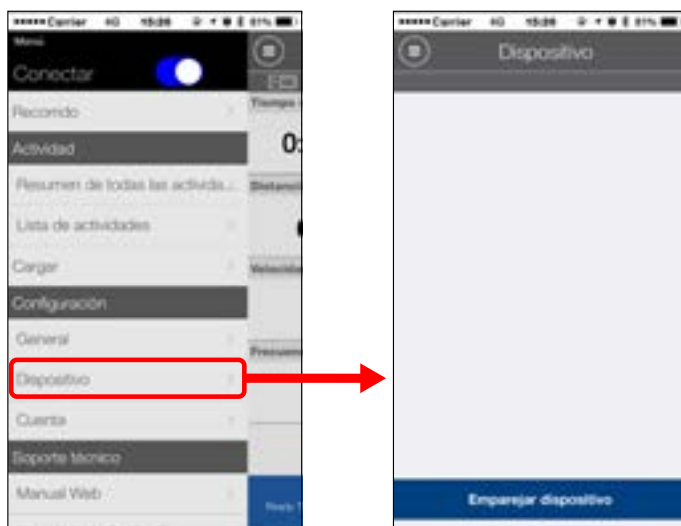 Carrier 4G 15:26 81%
Menú
Conectar
Recorrido
Actividad
Resumen de todas las activida...
Lista de actividades
Cargar
Configuración
General
Dispositivo
Cuenta
Soporte técnico
Manual Web
Tiempo
0:
Distancia
Velocidad
Frecuen
Ready T
Carrier 4G 15:26 81%
Dispositivo
Emparejar dispositivo